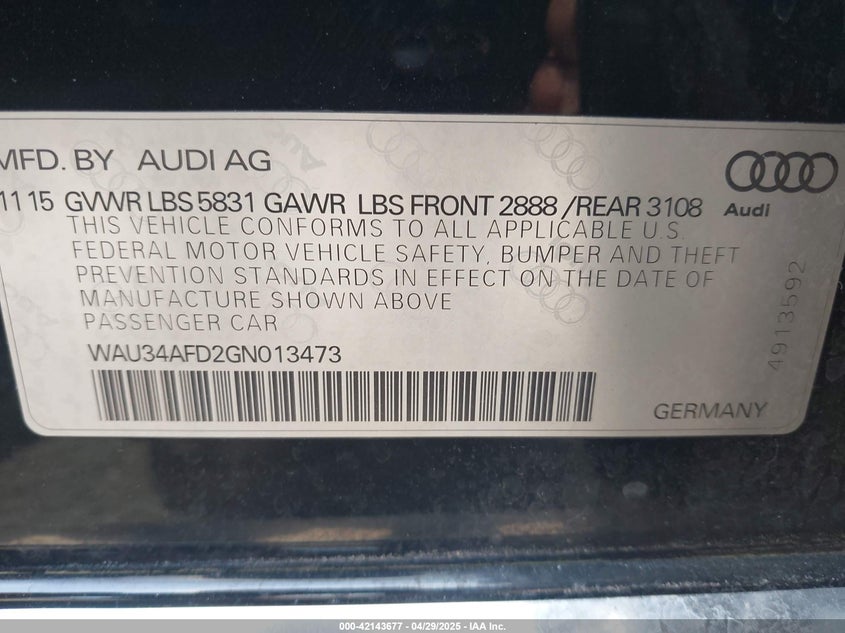 MFD. BY AUDI AG
11 15 GVWR LBS 5831 GAWR LBS FRONT 2888 /REAR 3108
Audi
THIS VEHICLE CONFORMS TO ALL APPLICABLE U.S.
FEDERAL MOTOR VEHICLE SAFETY, BUMPER AND THEFT
PREVENTION STANDARDS IN EFFECT ON THE DATE OF
MANUFACTURE SHOWN ABOVE
PASSENGER CAR
4913592
WAU34AFD2GN013473
GERMANY
000-42143677 - 04/29/2025 - IAA Inc.